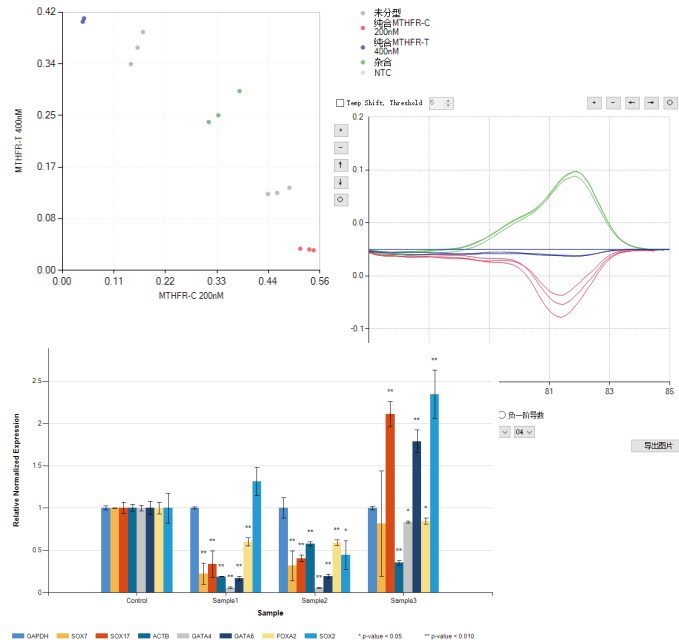 0.42
0.34
0.25
0.17
0.08
0.00
0.00 0.11 0.22 0.33 0.44 0.56
MTHFR-T 400nM
MTHFR-C 200nM
未分型
纯合MTHFR-C
200nM
纯合MTHFR-T
400nM
杂合
NTC
Temp Shift, Threshold 5
+ − ← → ○
+
−
↑
↓
○
0.2
0.1
0.0
0.0
-0.1
81 83 85
负一阶导数
04
导出图片
2.5
2
1.5
1
0.5
0
Relative Normalized Expression
** ** ** ** ** **
** ** ** ** ** ** *
** ** * ** * **
Control Sample1 Sample2 Sample3
Sample
GAPDH SOX7 SOX17 ACTB GATA4 GATA6 FOXA2 SOX2 * p-value < 0.05 ** p-value < 0.010